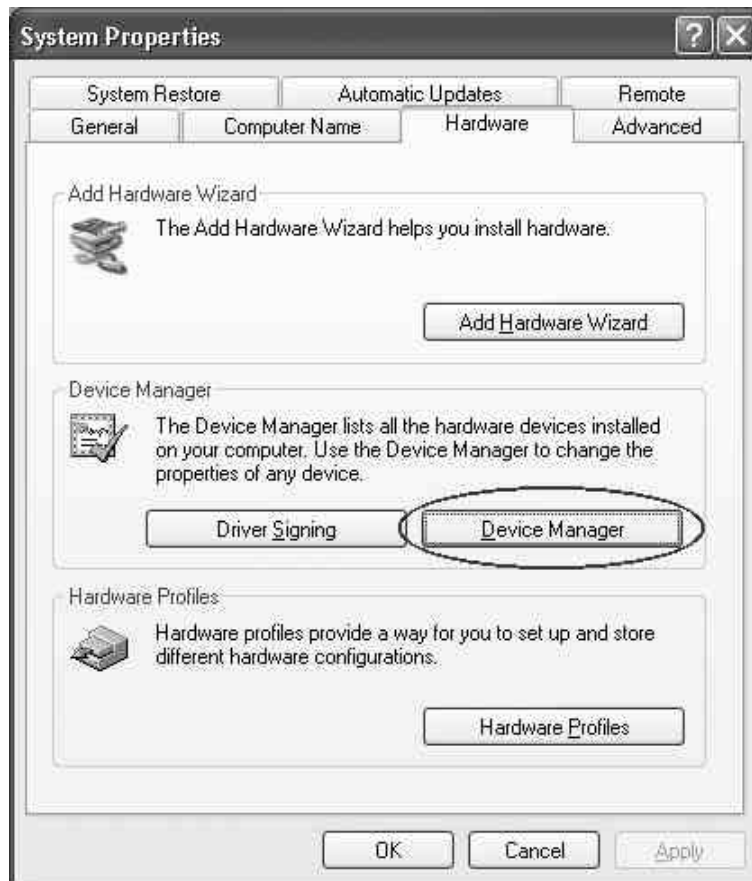 System Properties
System Restore Automatic Updates Remote
General Computer Name Hardware Advanced
Add Hardware Wizard
The Add Hardware Wizard helps you install hardware.
Add Hardware Wizard
Device Manager
The Device Manager lists all the hardware devices installed
on your computer. Use the Device Manager to change the
properties of any device.
Driver Signing Device Manager
Hardware Profiles
Hardware profiles provide a way for you to set up and store
different hardware configurations.
Hardware Profiles
OK Cancel Apply